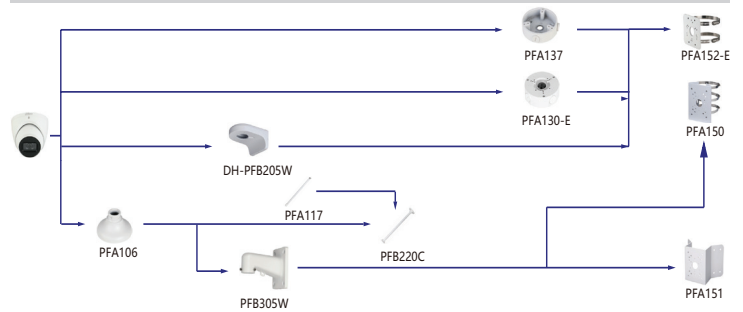 PFA137
PFA152-E
PFA130-E
PFA150
DH-PFB205W
PFA117
PFA106
PFB220C
PFB305W
PFA151